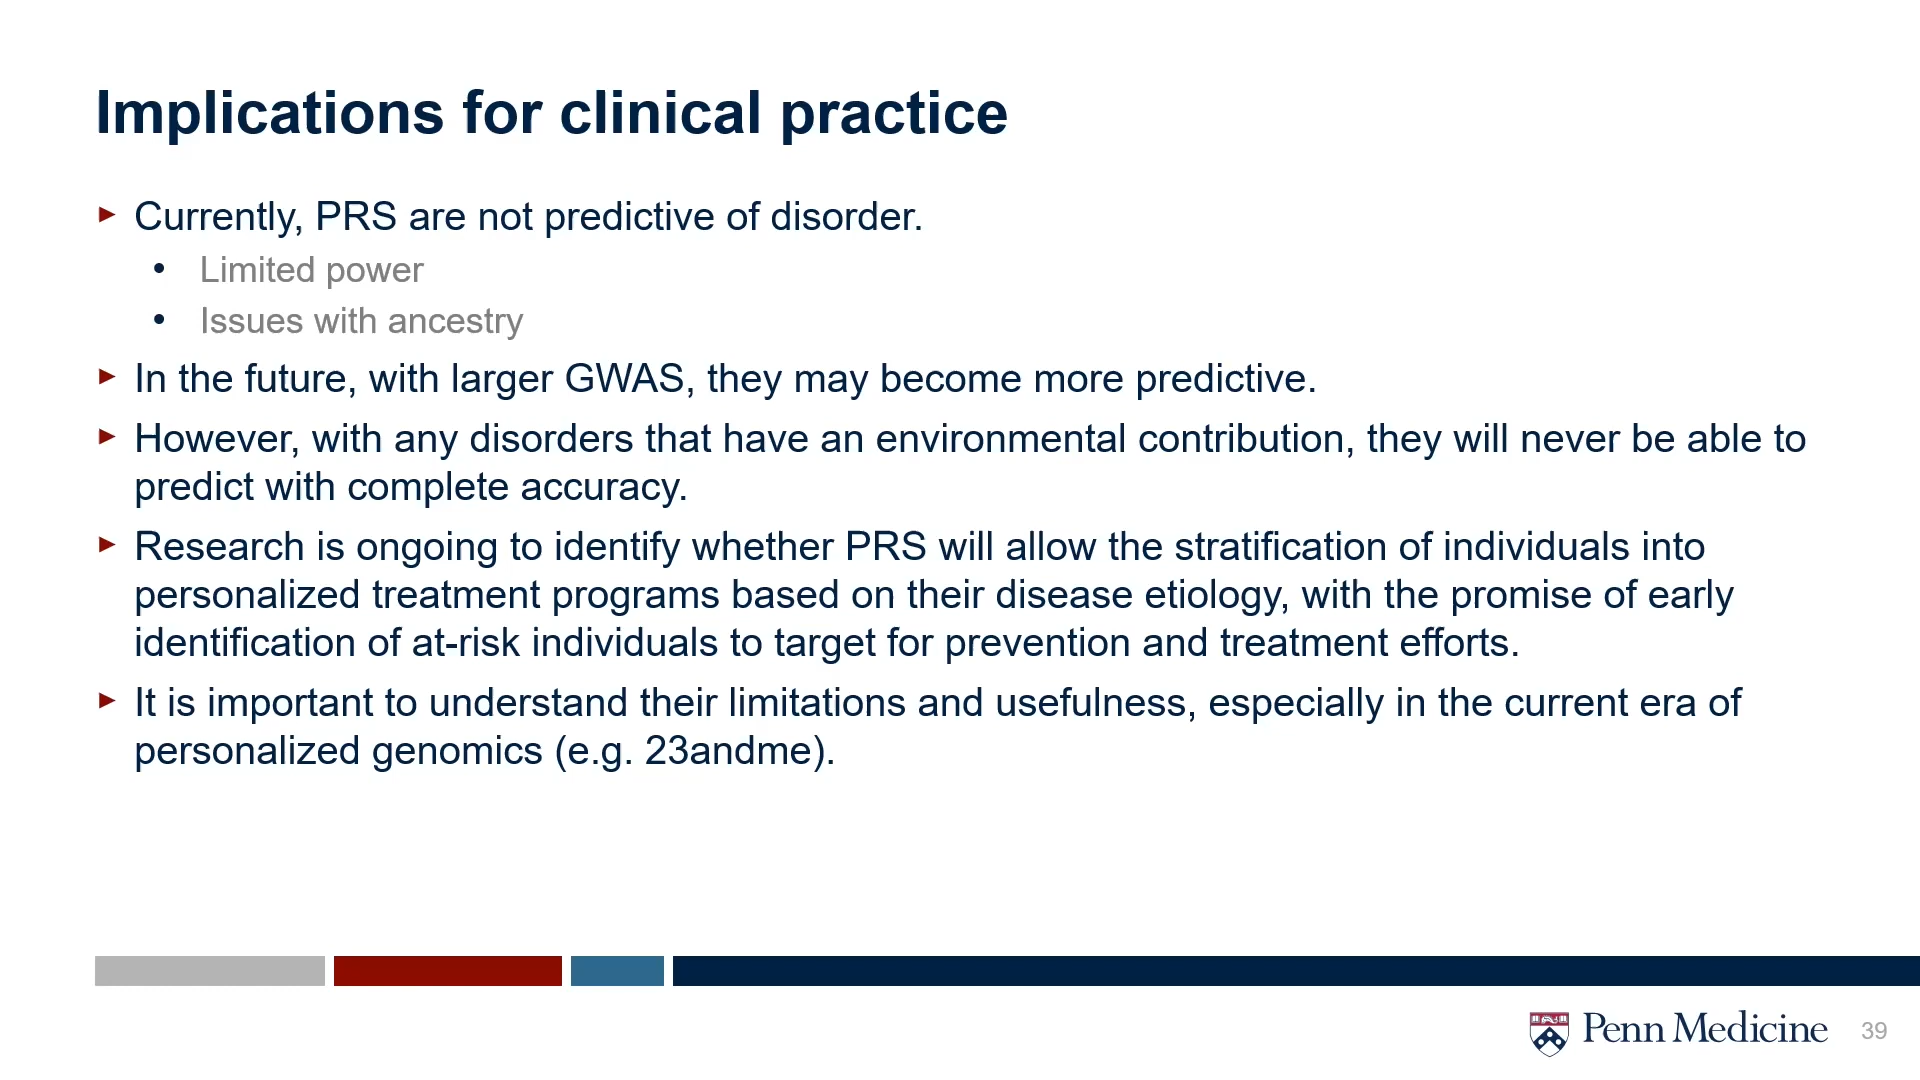 Implications for clinical practice
Currently, PRS are not predictive of disorder.
Limited power
Issues with ancestry
In the future, with larger GWAS, they may become more predictive.
However, with any disorders that have an environmental contribution, they will never be able to
predict with complete accuracy.
Research is ongoing to identify whether PRS will allow the stratification of individuals into
personalized treatment programs based on their disease etiology, with the promise of early
identification of at-risk individuals to target for prevention and treatment efforts.
It is important to understand their limitations and usefulness, especially in the current era of
personalized genomics (e.g. 23andme).
Penn Medicine
39